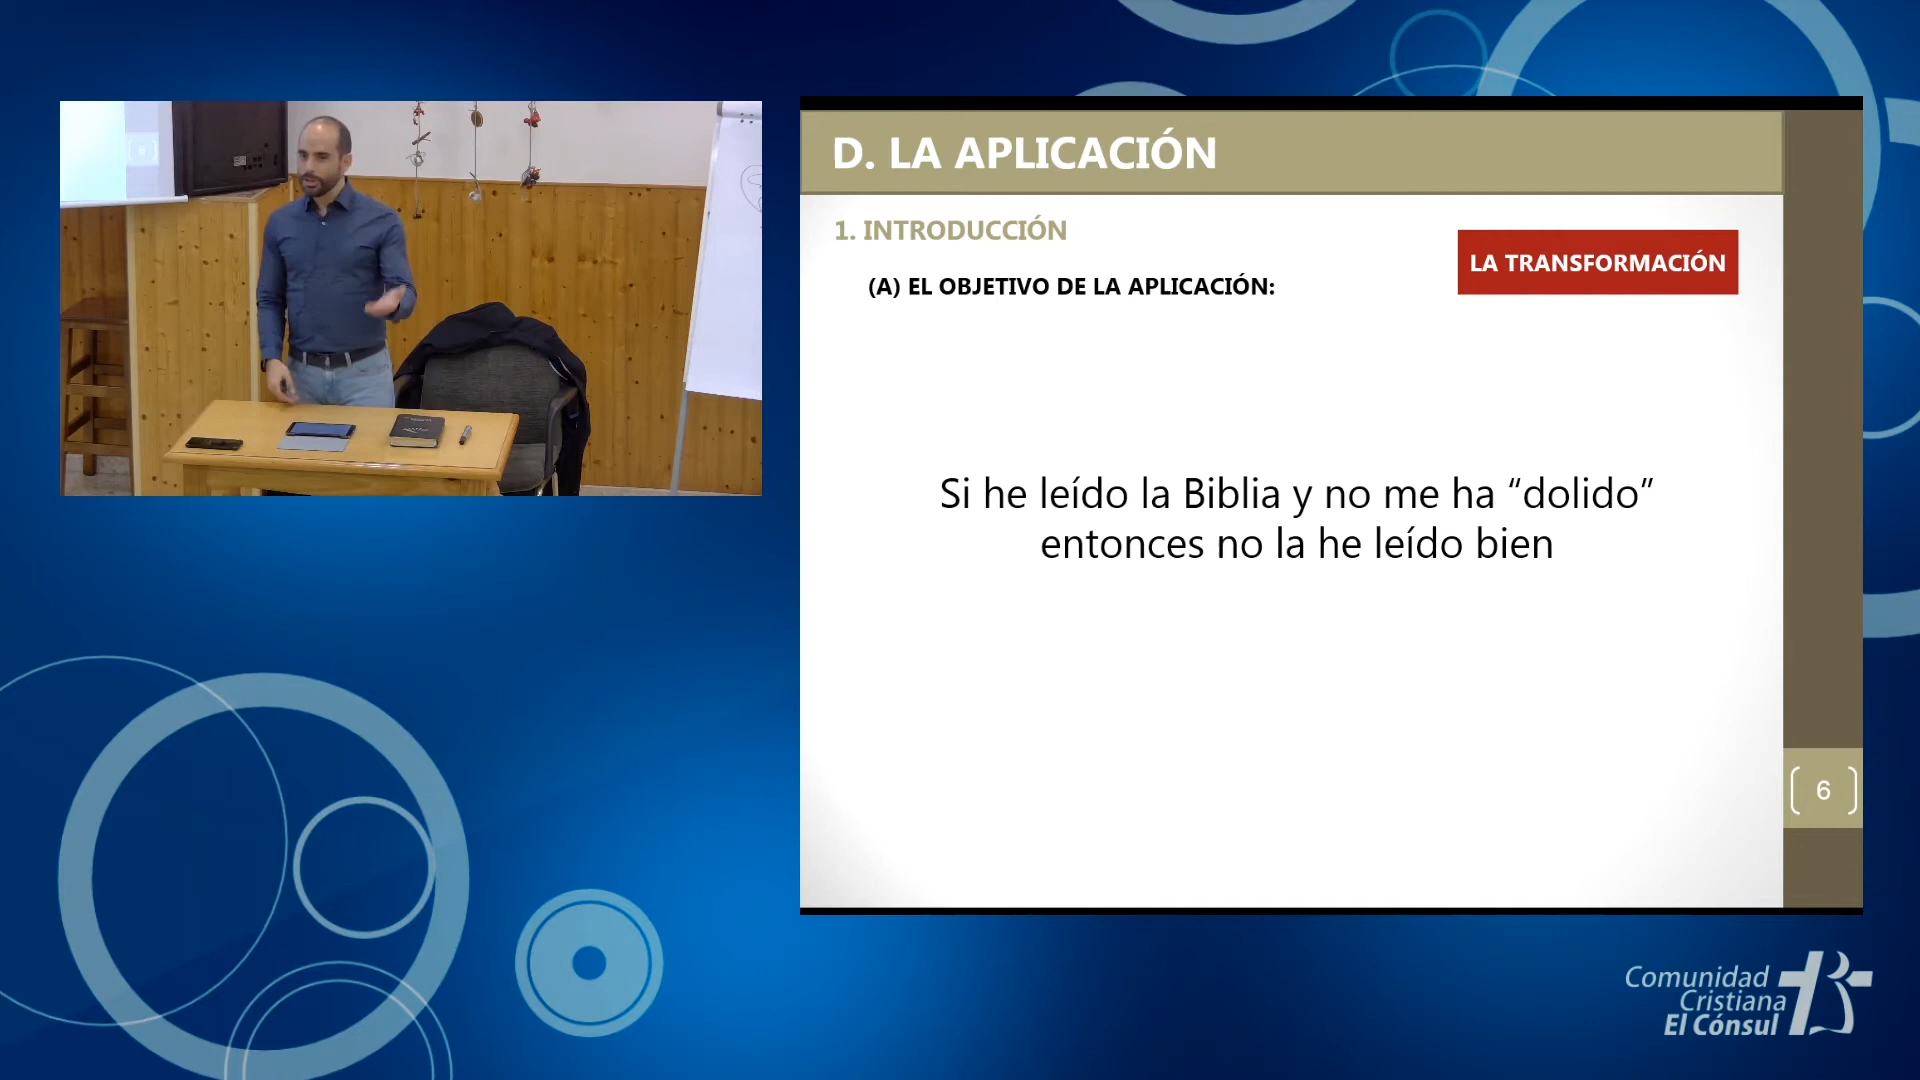 D. LA APLICACIÓN
1. INTRODUCCIÓN
LA TRANSFORMACIÓN
(A) EL OBJETIVO DE LA APLICACIÓN:
Si he leído la Biblia y no me ha “dolido”
entonces no la he leído bien
6
Comunidad
Cristiana
El Cónsul